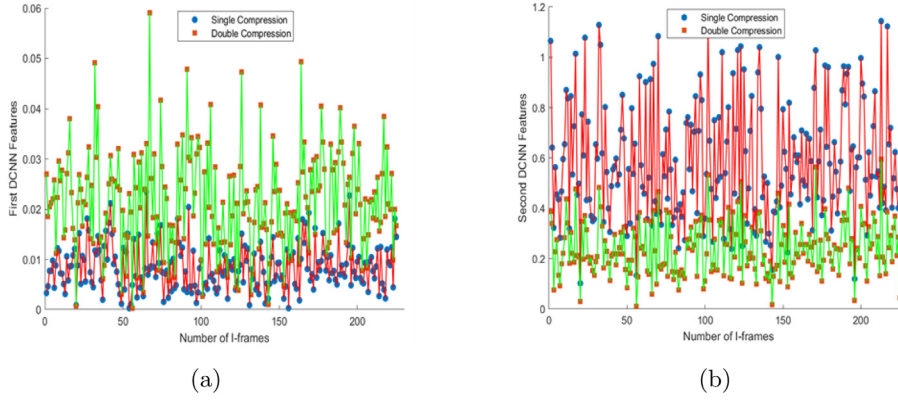 Single Compression
Double Compression
0.06
0.05
0.04
0.03
0.02
0.01
0
First DCNN Features
0
50
100
150
200
Number of I-frames
(a)
Single Compression
Double Compression
1.2
1
0.8
0.6
0.4
0.2
0
Second DCNN Features
0
50
100
150
200
Number of I-frames
(b)